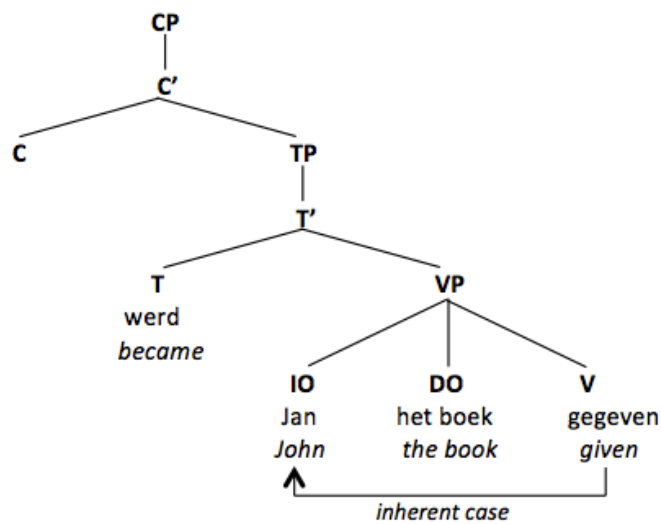 CP
C’
C TP
T’
T VP
werd
became
IO DO V
Jan het boek gegeven
John the book given
inherent case